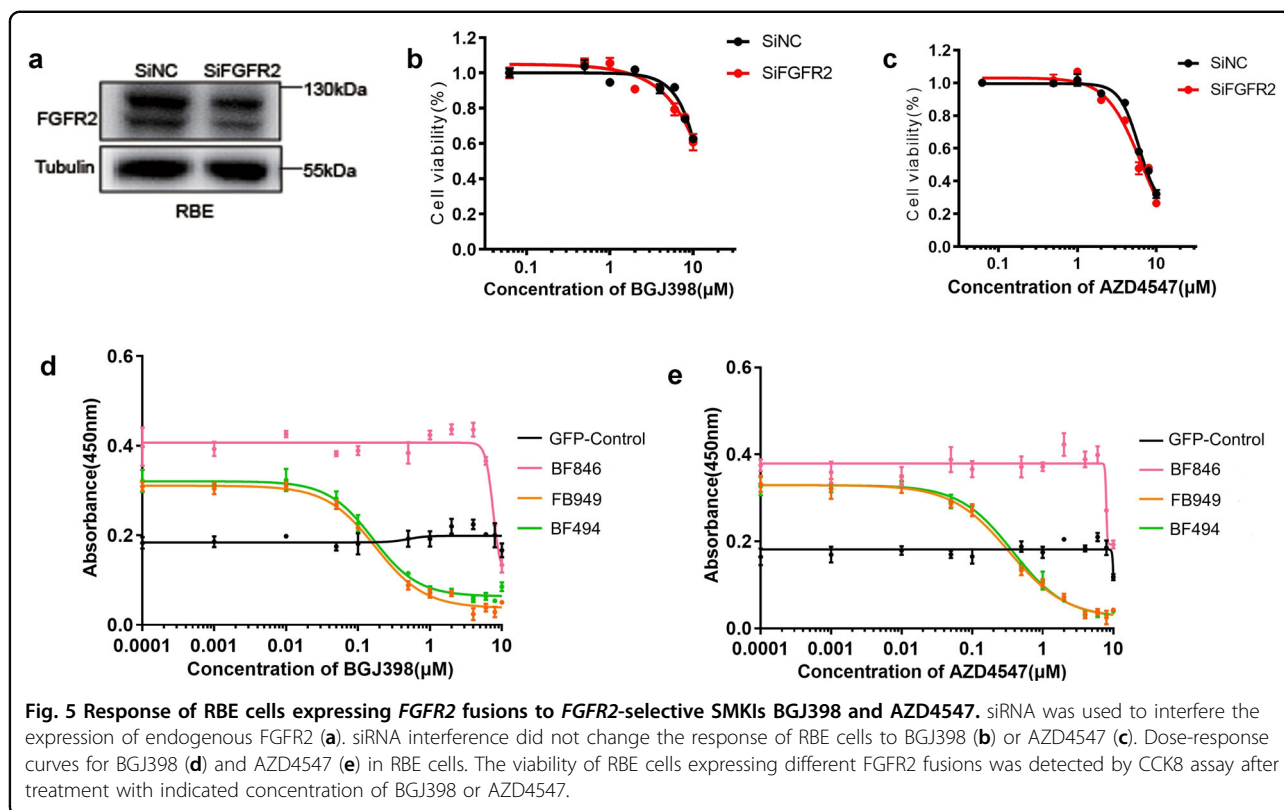 a
SiNC SiFGFR2
130kDa
FGFR2
Tubulin
55kDa
RBE
b
SiNC
SiFGFR2
1.2
1.0
0.8
0.6
0.4
0.2
0.0
Cell viability(%)
0.1 1 10
Concentration of BGJ398(μM)
c
SiNC
SiFGFR2
1.2
1.0
0.8
0.6
0.4
0.2
0.0
Cell viability(%)
0.1 1 10
Concentration of AZD4547(μM)
d
0.6
0.4
0.2
0.0
Absorbance(450nm)
0.0001 0.001 0.01 0.1 1 10
Concentration of BGJ398(μM)
GFP-Control
BF846
FB949
BF494
e
0.6
0.4
0.2
0.0
Absorbance(450nm)
0.0001 0.001 0.01 0.1 1 10
Concentration of AZD4547(μM)
GFP-Control
BF846
FB949
BF494
Fig. 5 Response of RBE cells expressing FGFR2 fusions to FGFR2-selective SMKIs BGJ398 and AZD4547. siRNA was used to interfere the
expression of endogenous FGFR2 (a). siRNA interference did not change the response of RBE cells to BGJ398 (b) or AZD4547 (c). Dose-response
curves for BGJ398 (d) and AZD4547 (e) in RBE cells. The viability of RBE cells expressing different FGFR2 fusions was detected by CCK8 assay after
treatment with indicated concentration of BGJ398 or AZD4547.